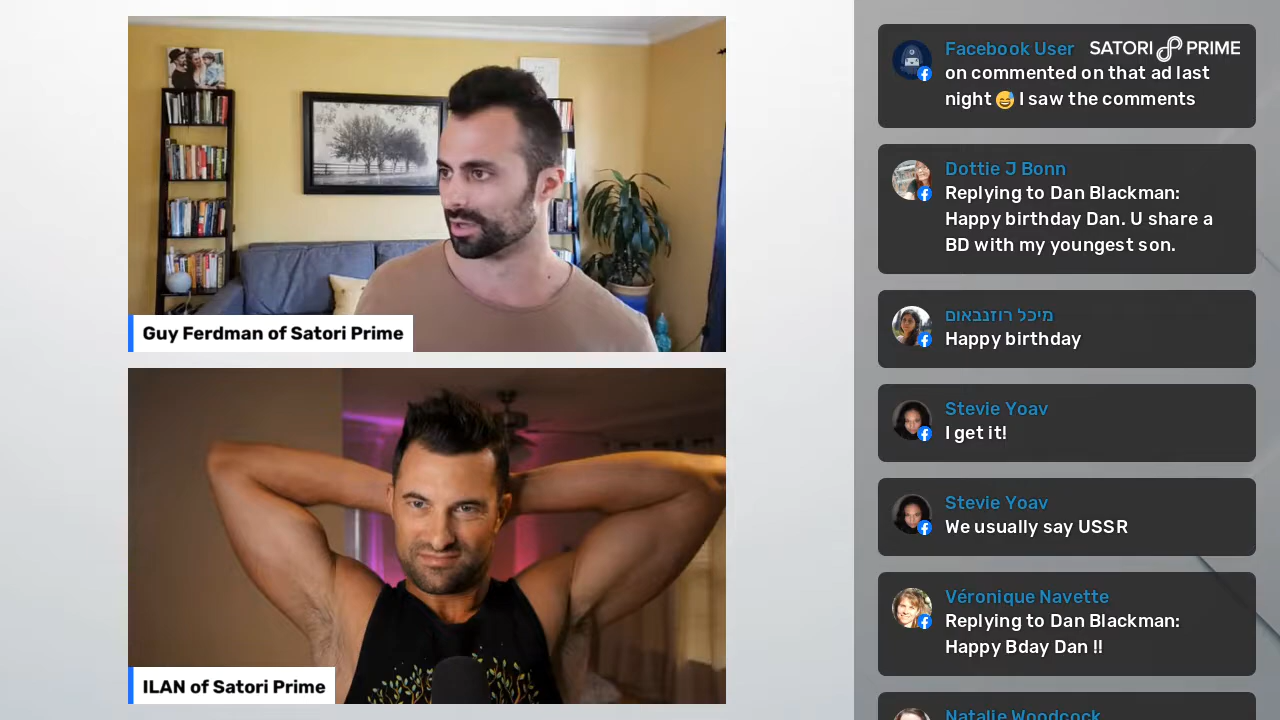 Guy Ferdman of Satori Prime
ILAN of Satori Prime
SATORI PRIME
Facebook User
on commented on that ad last
night 😅 I saw the comments
Dottie J Bonn
Replying to Dan Blackman:
Happy birthday Dan. U share a
BD with my youngest son.
מיכל רוזנבאום
Happy birthday
Stevie Yoav
I get it!
Stevie Yoav
We usually say USSR
Véronique Navette
Replying to Dan Blackman:
Happy Bday Dan !!
Natalie Woodcock